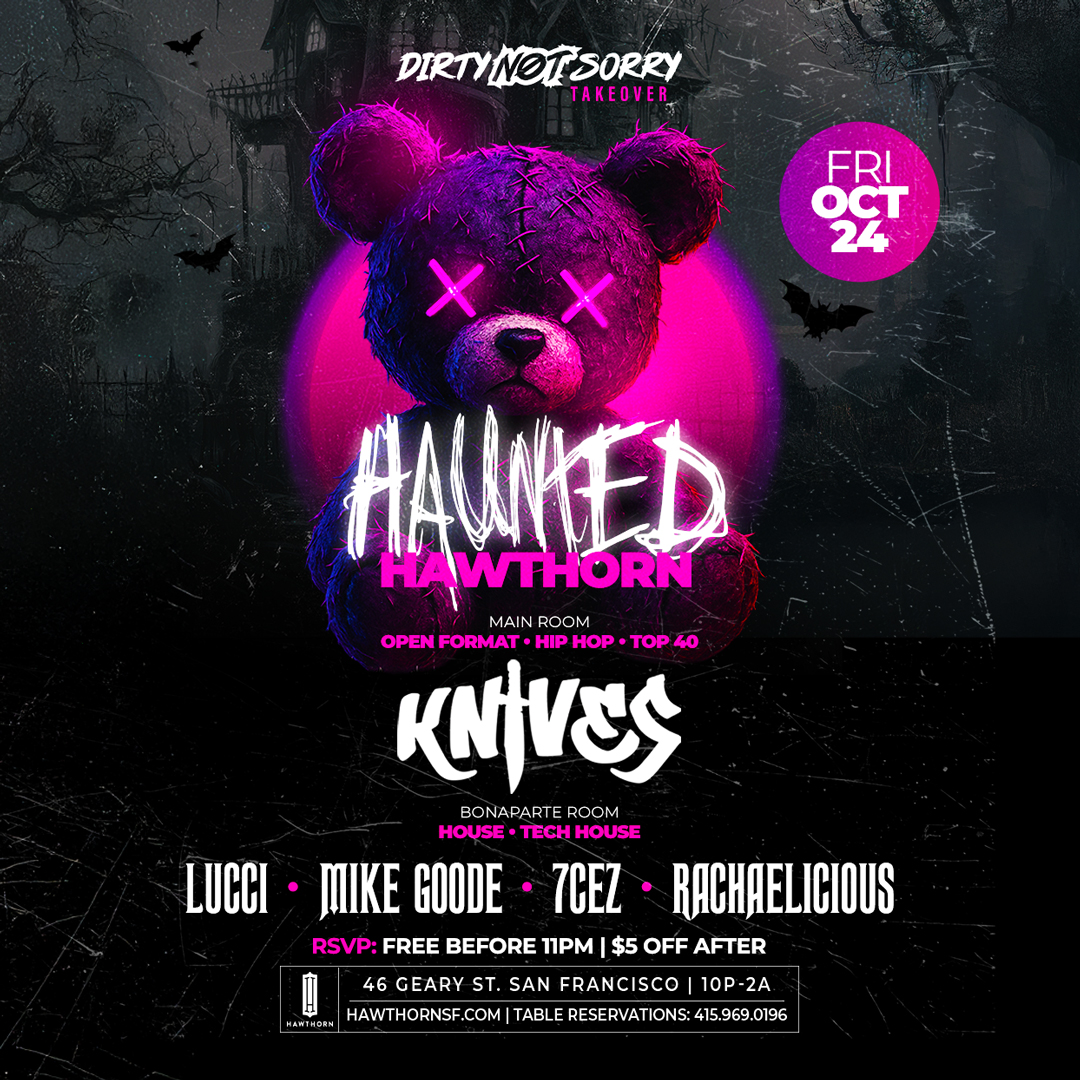 DIRTY NOT SORRY
TAKEOVER
FRI
OCT
24
HAUNTED
HAWTHORN
MAIN ROOM
OPEN FORMAT • HIP HOP • TOP 40
KNIVES
BONAPARTE ROOM
HOUSE • TECH HOUSE
LUCCI • MIKE GOODE • 7CEZ • RACHAELICIOUS
RSVP: FREE BEFORE 11PM | $5 OFF AFTER
46 GEARY ST. SAN FRANCISCO | 10P-2A
HAWTHORN
HAWTHORNSF.COM | TABLE RESERVATIONS: 415.969.0196